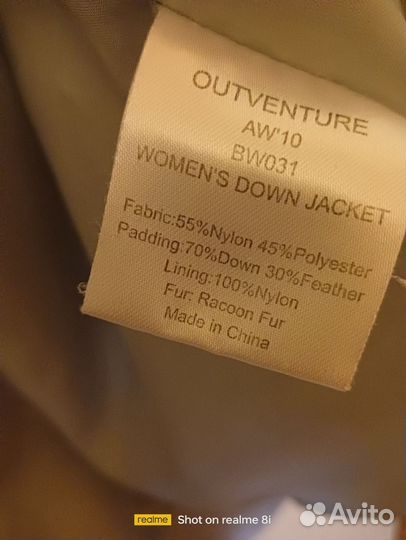 OUTVENTURE
AW'10
BW031
WOMEN'S DOWN JACKET
Fabric:55%Nylon 45%Polyester
Padding:70%Down 30%Feather
Lining:100%Nylon
Fur: Racoon Fur
Made in China
realme Shot on realme 8i
Avito